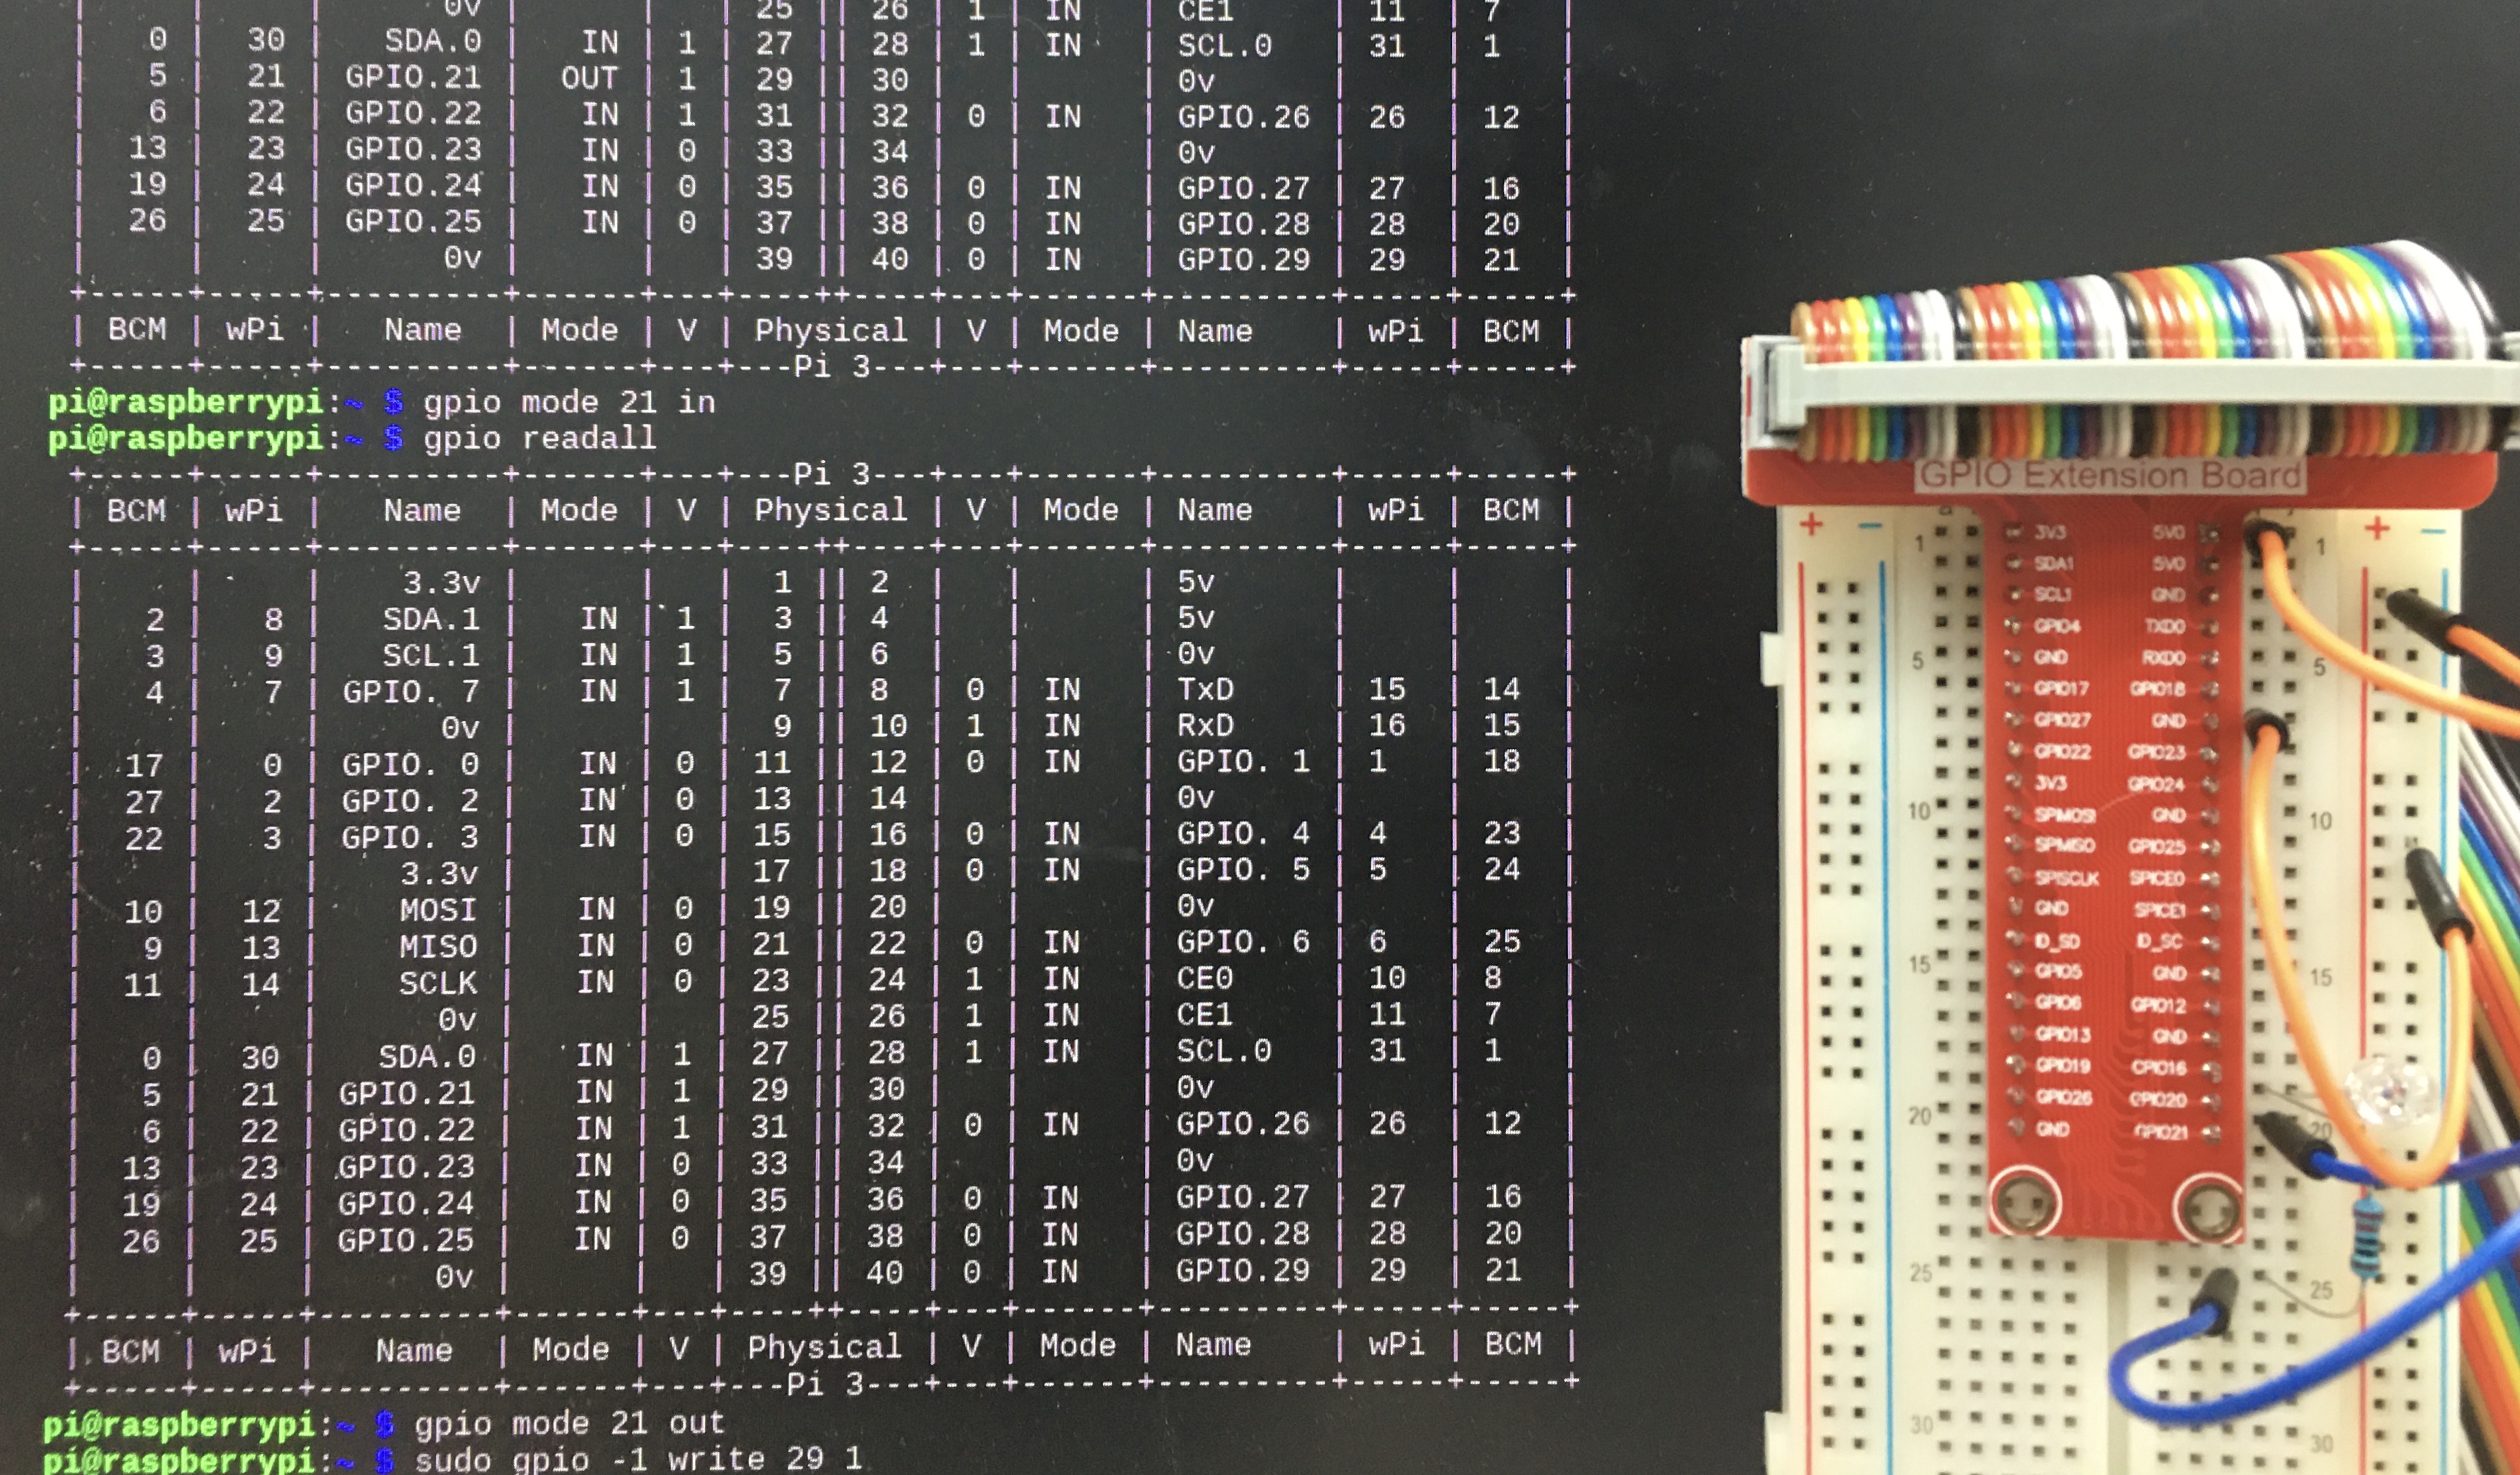 0v | | | 25 || 26 | 1 | IN | CE1 | 11 | 7 |
| 0 | 30 | SDA.0 | IN | 1 | 27 || 28 | 1 | IN | SCL.0 | 31 | 1 |
| 5 | 21 | GPIO.21 | OUT | 1 | 29 || 30 | | | 0v | | |
| 6 | 22 | GPIO.22 | IN | 1 | 31 || 32 | 0 | IN | GPIO.26 | 26 | 12 |
| 13 | 23 | GPIO.23 | IN | 0 | 33 || 34 | | | 0v | | |
| 19 | 24 | GPIO.24 | IN | 0 | 35 || 36 | 0 | IN | GPIO.27 | 27 | 16 |
| 26 | 25 | GPIO.25 | IN | 0 | 37 || 38 | 0 | IN | GPIO.28 | 28 | 20 |
| | | 0v | | | 39 || 40 | 0 | IN | GPIO.29 | 29 | 21 |
+-----+-----+---------+------+---+----++----+---+------+---------+-----+-----+
| BCM | wPi | Name | Mode | V | Physical | V | Mode | Name | wPi | BCM |
+-----+-----+---------+------+---+---Pi 3---+---+------+---------+-----+-----+
pi@raspberrypi:~ $ gpio mode 21 in
pi@raspberrypi:~ $ gpio readall
+-----+-----+---------+------+---+---Pi 3---+---+------+---------+-----+-----+
| BCM | wPi | Name | Mode | V | Physical | V | Mode | Name | wPi | BCM |
+-----+-----+---------+------+---+----++----+---+------+---------+-----+-----+
| | | 3.3v | | | 1 || 2 | | | 5v | | |
| 2 | 8 | SDA.1 | IN | 1 | 3 || 4 | | | 5v | | |
| 3 | 9 | SCL.1 | IN | 1 | 5 || 6 | | | 0v | | |
| 4 | 7 | GPIO. 7 | IN | 1 | 7 || 8 | 0 | IN | TxD | 15 | 14 |
| | | 0v | | | 9 || 10 | 1 | IN | RxD | 16 | 15 |
| 17 | 0 | GPIO. 0 | IN | 0 | 11 || 12 | 0 | IN | GPIO. 1 | 1 | 18 |
| 27 | 2 | GPIO. 2 | IN | 0 | 13 || 14 | | | 0v | | |
| 22 | 3 | GPIO. 3 | IN | 0 | 15 || 16 | 0 | IN | GPIO. 4 | 4 | 23 |
| | | 3.3v | | | 17 || 18 | 0 | IN | GPIO. 5 | 5 | 24 |
| 10 | 12 | MOSI | IN | 0 | 19 || 20 | | | 0v | | |
| 9 | 13 | MISO | IN | 0 | 21 || 22 | 0 | IN | GPIO. 6 | 6 | 25 |
| 11 | 14 | SCLK | IN | 0 | 23 || 24 | 1 | IN | CE0 | 10 | 8 |
| | | 0v | | | 25 || 26 | 1 | IN | CE1 | 11 | 7 |
| 0 | 30 | SDA.0 | IN | 1 | 27 || 28 | 1 | IN | SCL.0 | 31 | 1 |
| 5 | 21 | GPIO.21 | IN | 1 | 29 || 30 | | | 0v | | |
| 6 | 22 | GPIO.22 | IN | 1 | 31 || 32 | 0 | IN | GPIO.26 | 26 | 12 |
| 13 | 23 | GPIO.23 | IN | 0 | 33 || 34 | | | 0v | | |
| 19 | 24 | GPIO.24 | IN | 0 | 35 || 36 | 0 | IN | GPIO.27 | 27 | 16 |
| 26 | 25 | GPIO.25 | IN | 0 | 37 || 38 | 0 | IN | GPIO.28 | 28 | 20 |
| | | 0v | | | 39 || 40 | 0 | IN | GPIO.29 | 29 | 21 |
+-----+-----+---------+------+---+----++----+---+------+---------+-----+-----+
| BCM | wPi | Name | Mode | V | Physical | V | Mode | Name | wPi | BCM |
+-----+-----+---------+------+---+---Pi 3---+---+------+---------+-----+-----+
pi@raspberrypi:~ $ gpio mode 21 out
pi@raspberrypi:~ $ sudo gpio -1 write 29 1
GPIO Extension Board
+ - + -
1 3V3 5V0 1
SDA1 5V0
SCL1 GND
GPIO4 TXD0
5 GND RXD0 5
GPIO17 GPIO18
GPIO27 GND
GPIO22 GPIO23
3V3 GPIO24
10 SPIMOSI GND 10
SPIMISO GPIO25
SPISCLK SPICE0
GND SPICE1
15 ID_SD ID_SC
GPIO5 GND 15
GPIO6 GPIO12
GPIO13 GND
GPIO19 GPIO16
20 GPIO26 GPIO20
GND GPIO21 20
25 25
30 30